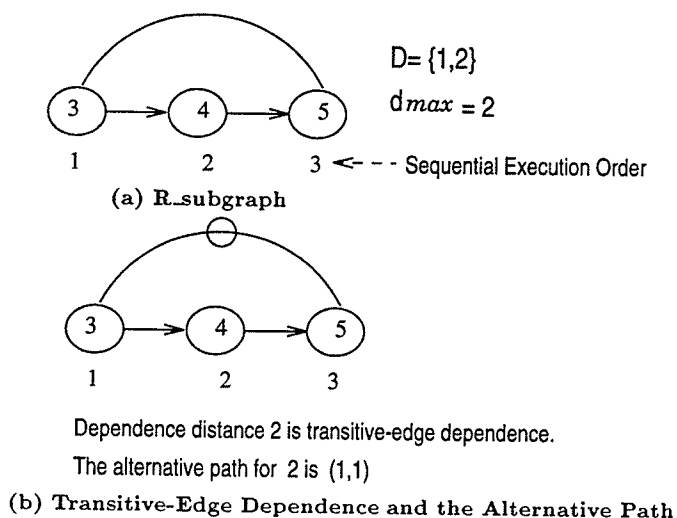 D= {1,2}
dmax = 2
3 4 5
1 2 3 <- - - Sequential Execution Order
(a) R_subgraph
3 4 5
1 2 3
Dependence distance 2 is transitive-edge dependence.
The alternative path for 2 is (1,1)
(b) Transitive-Edge Dependence and the Alternative Path